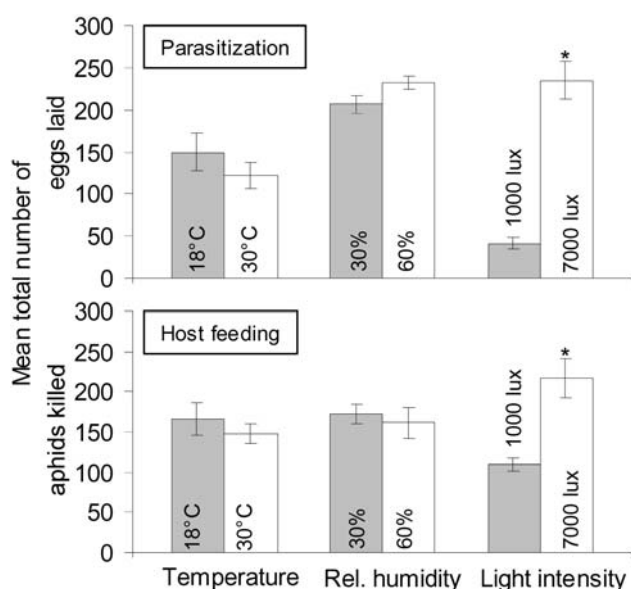 Mean total number of
eggs laid
aphids killed
Parasitization
300
250
200
150
100
50
0
18°C
30°C
30%
60%
1000 lux
7000 lux
*
Host feeding
300
250
200
150
100
50
0
18°C
30°C
30%
60%
1000 lux
7000 lux
*
Temperature
Rel. humidity
Light intensity